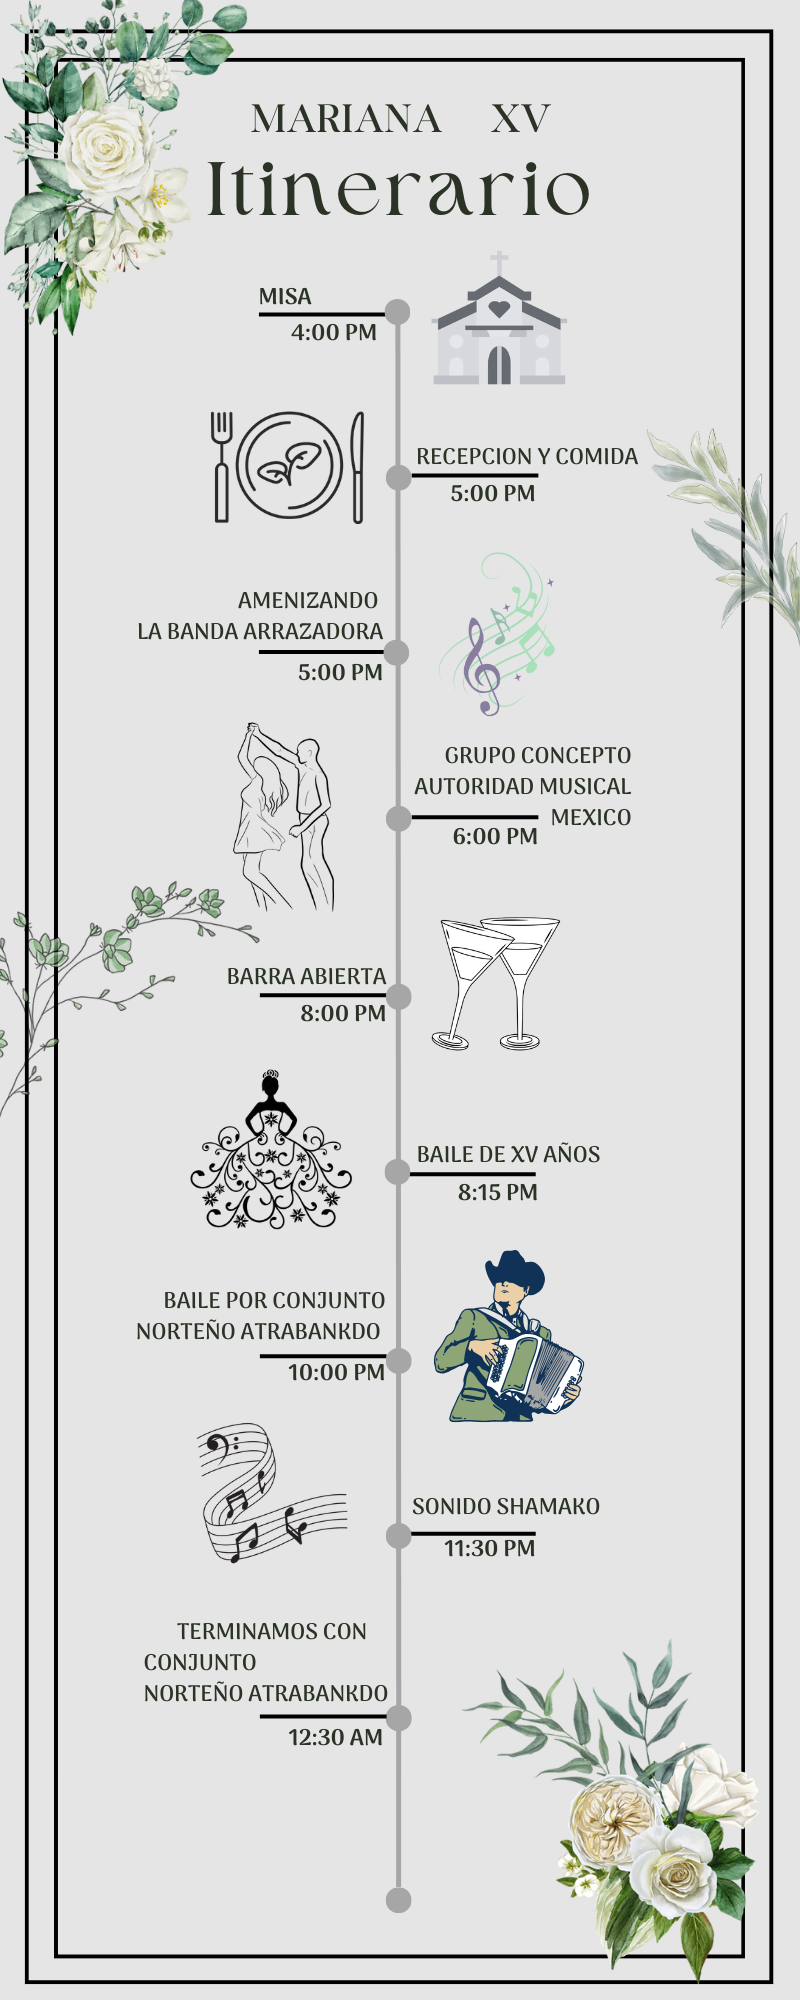 MARIANA XV
Itinerario
MISA
4:00 PM
RECEPCION Y COMIDA
5:00 PM
AMENIZANDO
LA BANDA ARRAZADORA
5:00 PM
GRUPO CONCEPTO
AUTORIDAD MUSICAL
MEXICO
6:00 PM
BARRA ABIERTA
8:00 PM
BAILE DE XV AÑOS
8:15 PM
BAILE POR CONJUNTO
NORTEÑO ATRABANKDO
10:00 PM
SONIDO SHAMAKO
11:30 PM
TERMINAMOS CON
CONJUNTO
NORTEÑO ATRABANKDO
12:30 AM